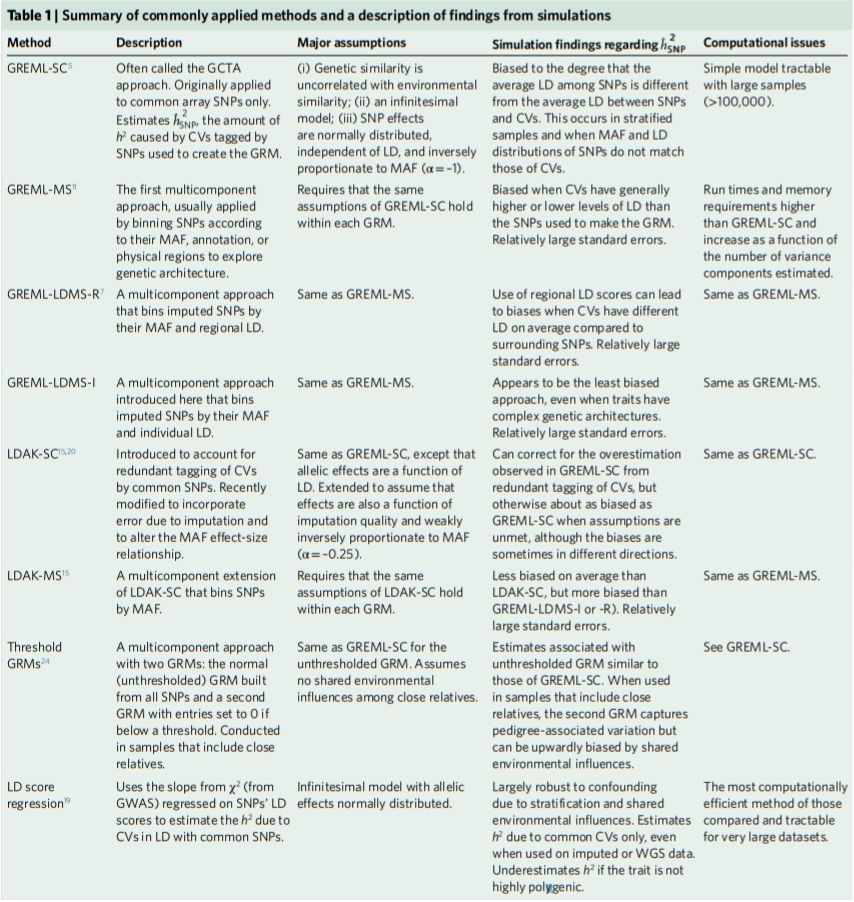 Table 1 | Summary of commonly applied methods and a description of findings from simulations
Method Description Major assumptions Simulation findings regarding ĥ²SNP Computational issues
GREML-SC⁵
Often called the GCTA
approach. Originally applied
to common array SNPs only.
Estimates ĥ²SNP, the amount of
h² caused by CVs tagged by
SNPs used to create the GRM.
(i) Genetic similarity is
uncorrelated with environmental
similarity; (ii) an infinitesimal
model; (iii) SNP effects
are normally distributed,
independent of LD, and inversely
proportionate to MAF (α=–1).
Biased to the degree that the
average LD among SNPs is different
from the average LD between SNPs
and CVs. This occurs in stratified
samples and when MAF and LD
distributions of SNPs do not match
those of CVs.
Simple model tractable
with large samples
(>100,000).
GREML-MS¹¹
The first multicomponent
approach, usually applied
by binning SNPs according
to their MAF, annotation, or
physical regions to explore
genetic architecture.
Requires that the same
assumptions of GREML-SC hold
within each GRM.
Biased when CVs have generally
higher or lower levels of LD than
the SNPs used to make the GRM.
Relatively large standard errors.
Run times and memory
requirements higher
than GREML-SC and
increase as a function of
the number of variance
components estimated.
GREML-LDMS-R⁷
A multicomponent approach
that bins imputed SNPs by
their MAF and regional LD.
Same as GREML-MS.
Use of regional LD scores can lead
to biases when CVs have different
LD on average compared to
surrounding SNPs. Relatively large
standard errors.
Same as GREML-MS.
GREML-LDMS-I
A multicomponent approach
introduced here that bins
imputed SNPs by their MAF
and individual LD.
Same as GREML-MS.
Appears to be the least biased
approach, even when traits have
complex genetic architectures.
Relatively large standard errors.
Same as GREML-MS.
LDAK-SC¹⁵,²⁰
Introduced to account for
redundant tagging of CVs
by common SNPs. Recently
modified to incorporate
error due to imputation and
to alter the MAF effect-size
relationship.
Same as GREML-SC, except that
allelic effects are a function of
LD. Extended to assume that
effects are also a function of
imputation quality and weakly
inversely proportionate to MAF
(α=–0.25).
Can correct for the overestimation
observed in GREML-SC from
redundant tagging of CVs, but
otherwise about as biased as
GREML-SC when assumptions are
unmet, although the biases are
sometimes in different directions.
Same as GREML-SC.
LDAK-MS¹⁵
A multicomponent extension
of LDAK-SC that bins SNPs
by MAF.
Requires that the same
assumptions of LDAK-SC hold
within each GRM.
Less biased on average than
LDAK-SC, but more biased than
GREML-LDMS-I or -R). Relatively
large standard errors.
Same as GREML-MS.
Threshold
GRMs²⁴
A multicomponent approach
with two GRMs: the normal
(unthresholded) GRM built
from all SNPs and a second
GRM with entries set to 0 if
below a threshold. Conducted
in samples that include close
relatives.
Same as GREML-SC for the
unthresholded GRM. Assumes
no shared environmental
influences among close relatives.
Estimates associated with
unthresholded GRM similar to
those of GREML-SC. When used
in samples that include close
relatives, the second GRM captures
pedigree-associated variation but
can be upwardly biased by shared
environmental influences.
See GREML-SC.
LD score
regression¹⁹
Uses the slope from χ² (from
GWAS) regressed on SNPs' LD
scores to estimate the h² due to
CVs in LD with common SNPs.
Infinitesimal model with allelic
effects normally distributed.
Largely robust to confounding
due to stratification and shared
environmental influences. Estimates
h² due to common CVs only, even
when used on imputed or WGS data.
Underestimates h² if the trait is not
highly polygenic.
The most computationally
efficient method of those
compared and tractable
for very large datasets.